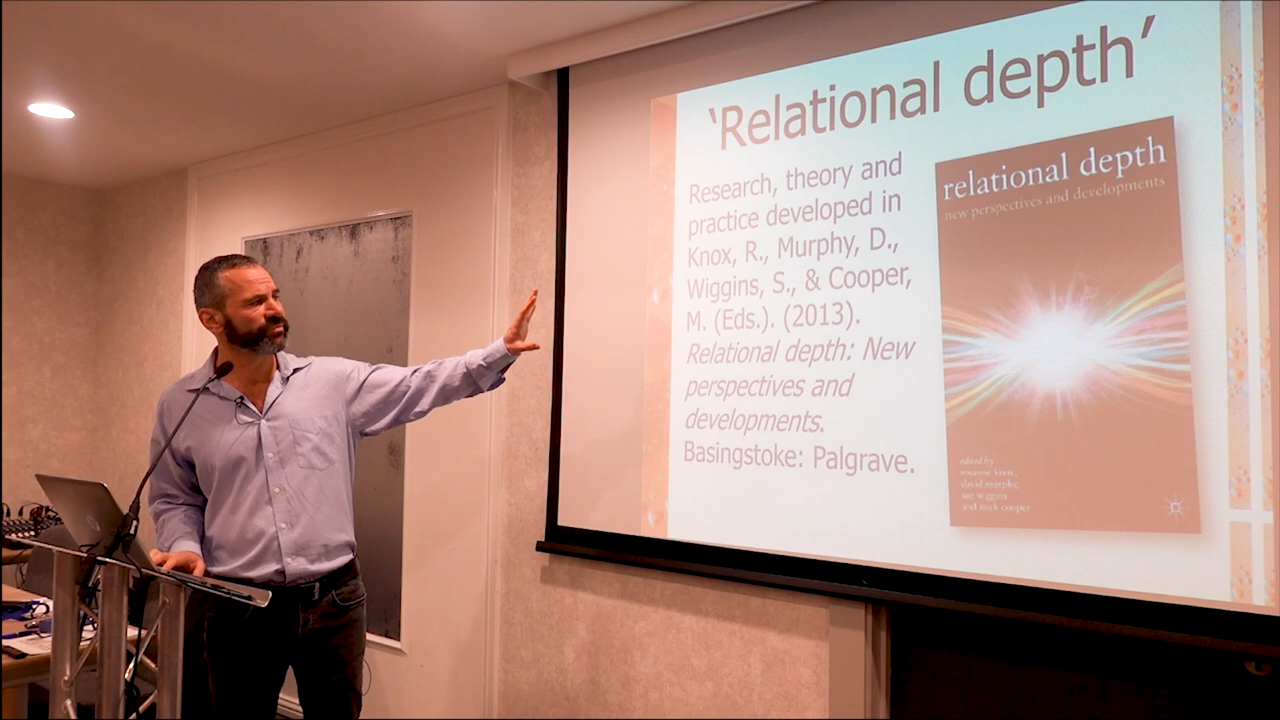 ‘Relational depth’
Research, theory and
practice developed in
Knox, R., Murphy, D.,
Wiggins, S., & Cooper,
M. (Eds.). (2013).
Relational depth: New
perspectives and
developments.
Basingstoke: Palgrave.
relational depth
new perspectives and developments
edited by
rosanne knox,
david murphy,
sue wiggins
and mick cooper